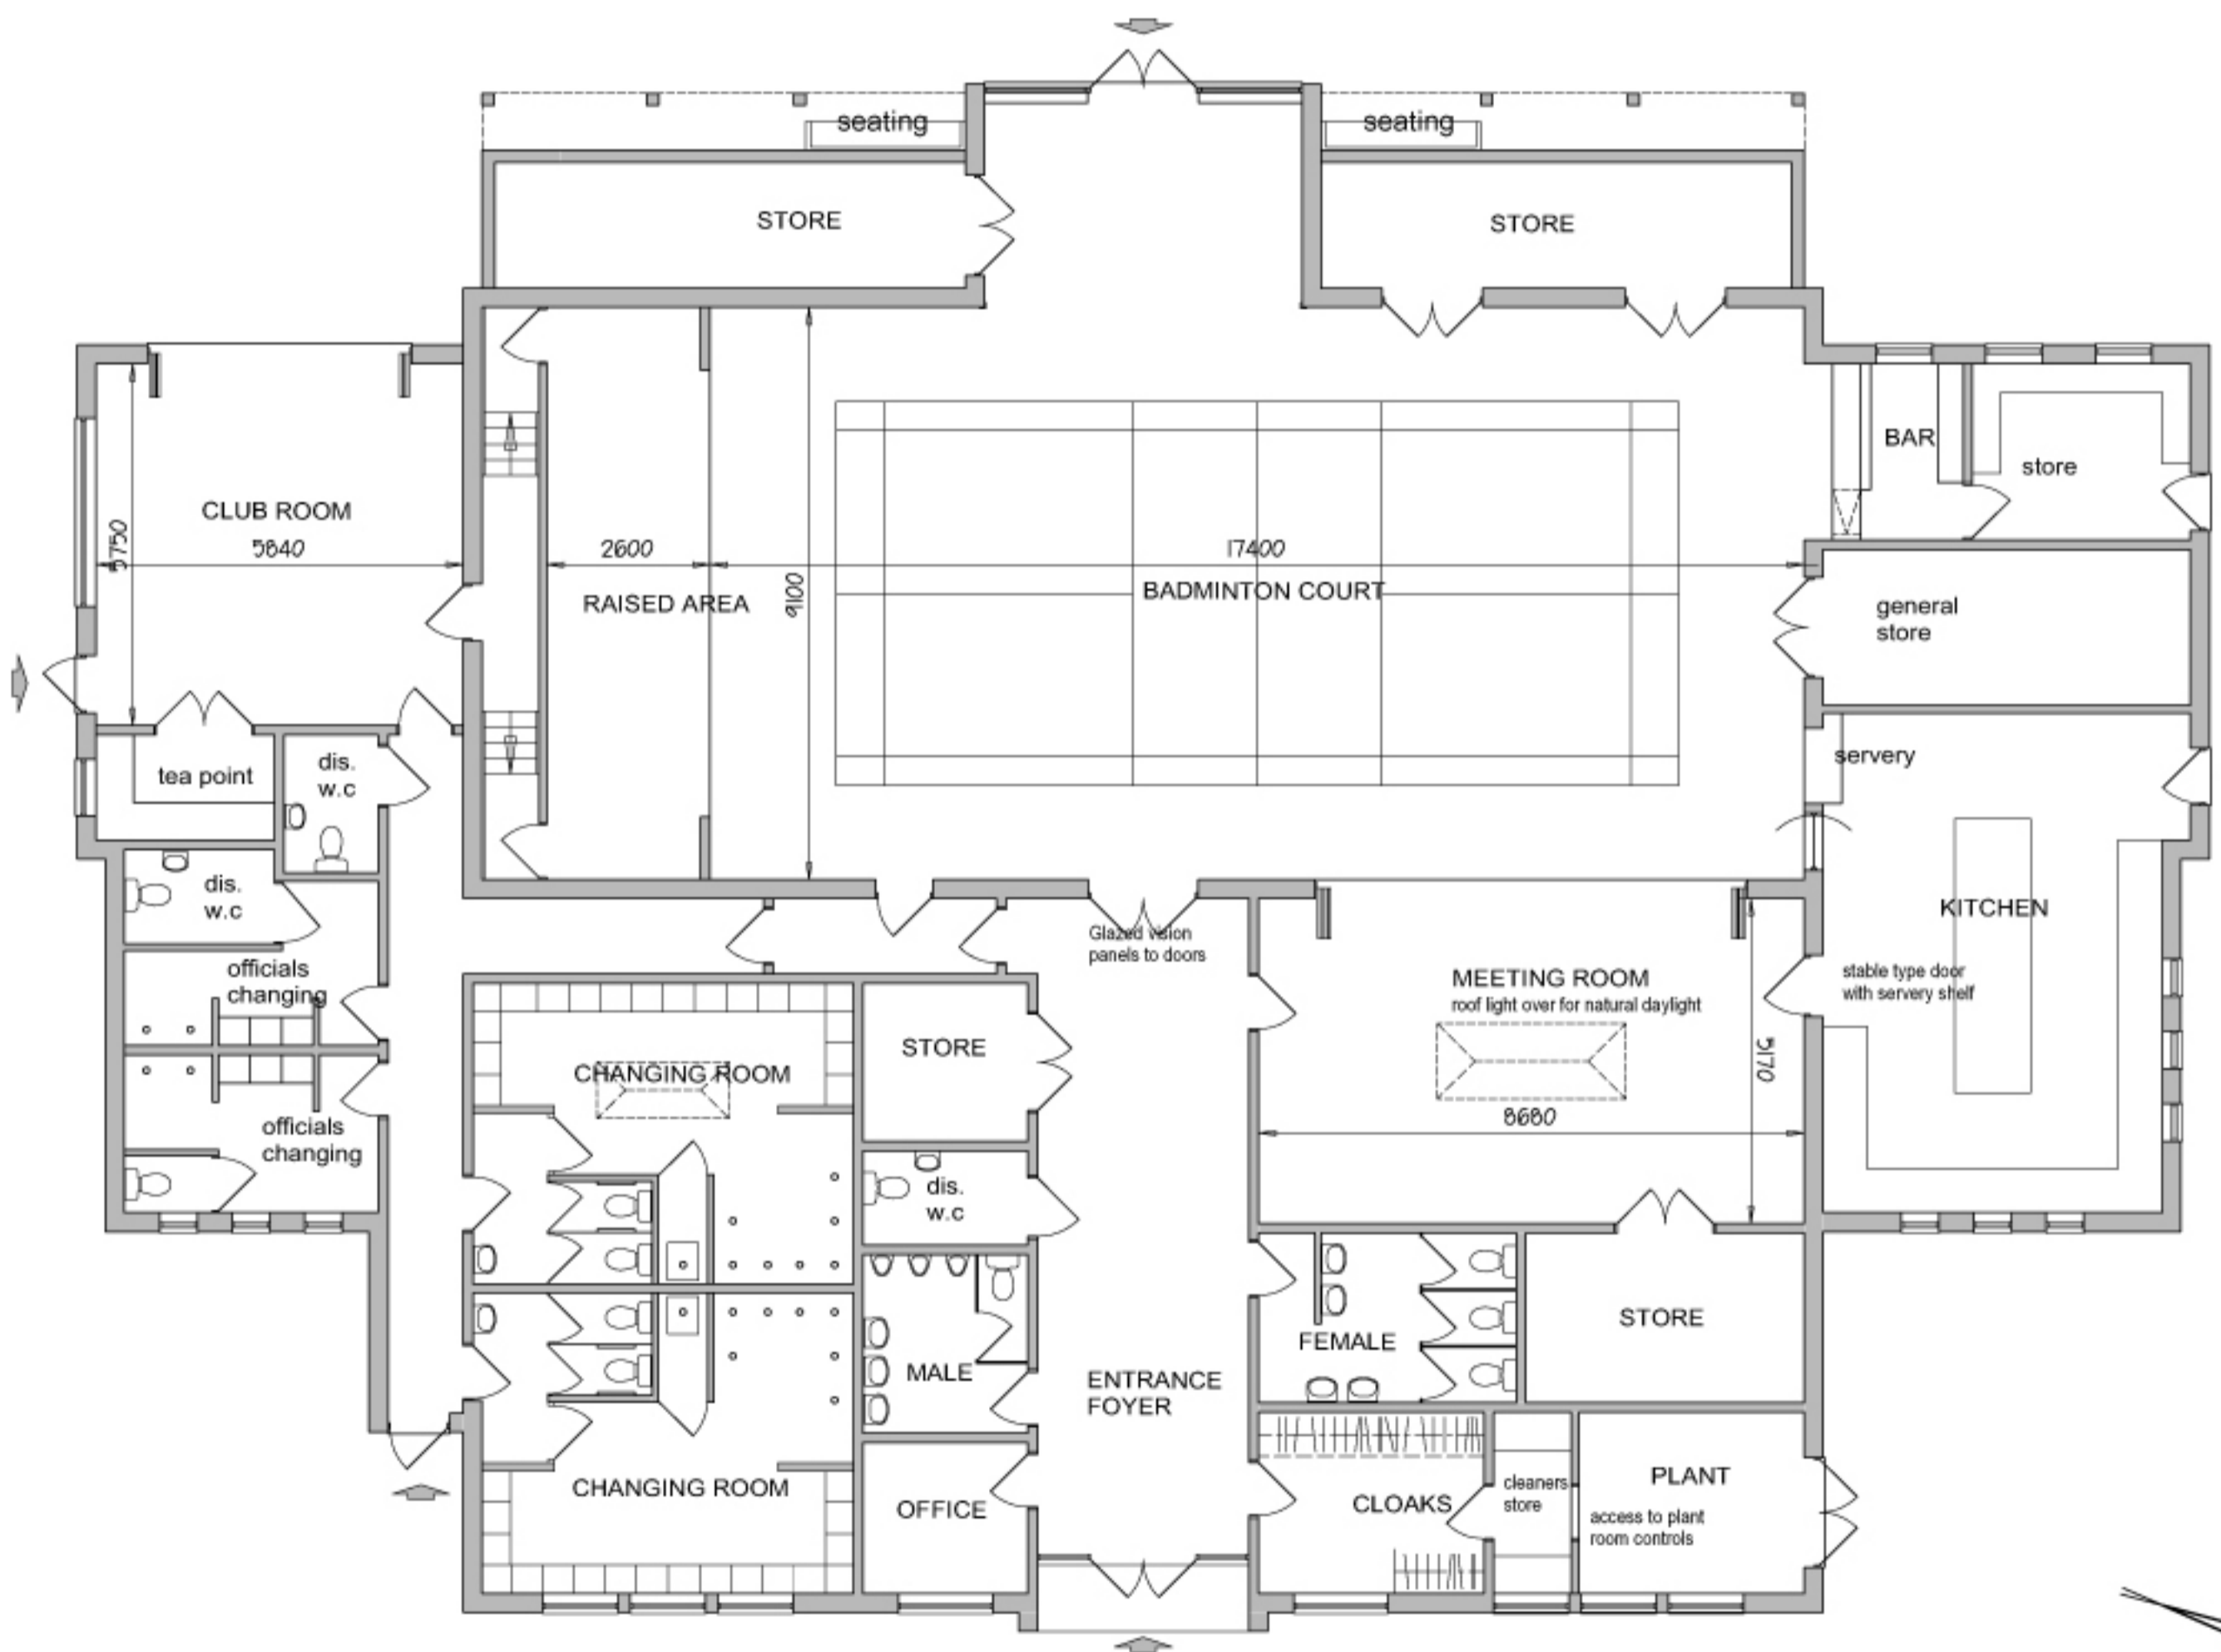 seating
seating
STORE
STORE
BAR
store
CLUB ROOM
5750
5840
2600
17400
RAISED AREA
9100
BADMINTON COURT
general
store
tea point
dis.
w.c
servery
dis.
w.c
KITCHEN
Glazed vision
panels to doors
officials
changing
MEETING ROOM
roof light over for natural daylight
stable type door
with servery shelf
STORE
CHANGING ROOM
5170
8680
officials
changing
dis.
w.c
STORE
FEMALE
MALE
ENTRANCE
FOYER
CHANGING ROOM
OFFICE
CLOAKS
cleaners
store
PLANT
access to plant
room controls